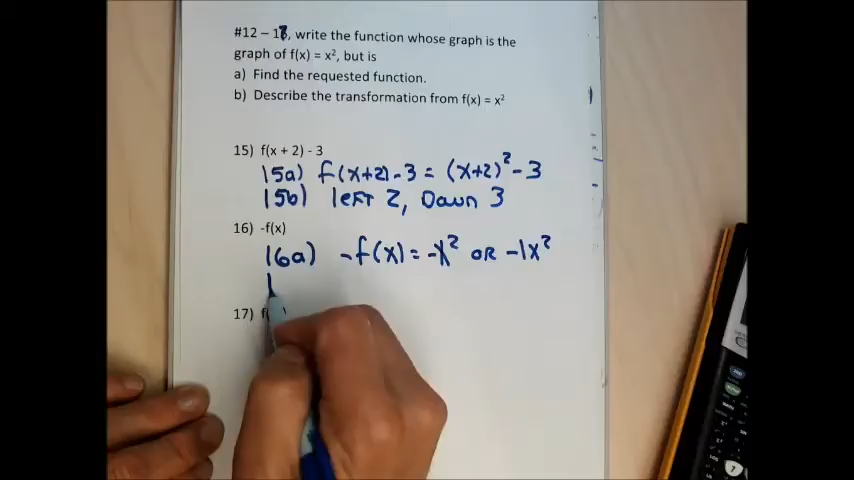 #12 – 18, write the function whose graph is the
graph of f(x) = x², but is
a) Find the requested function.
b) Describe the transformation from f(x) = x²
15) f(x + 2) - 3
15a) f(x+2)-3 = (x+2)² - 3
15b) left 2, Down 3
16) -f(x)
16a) -f(x) = -x² OR -1x²
17) f